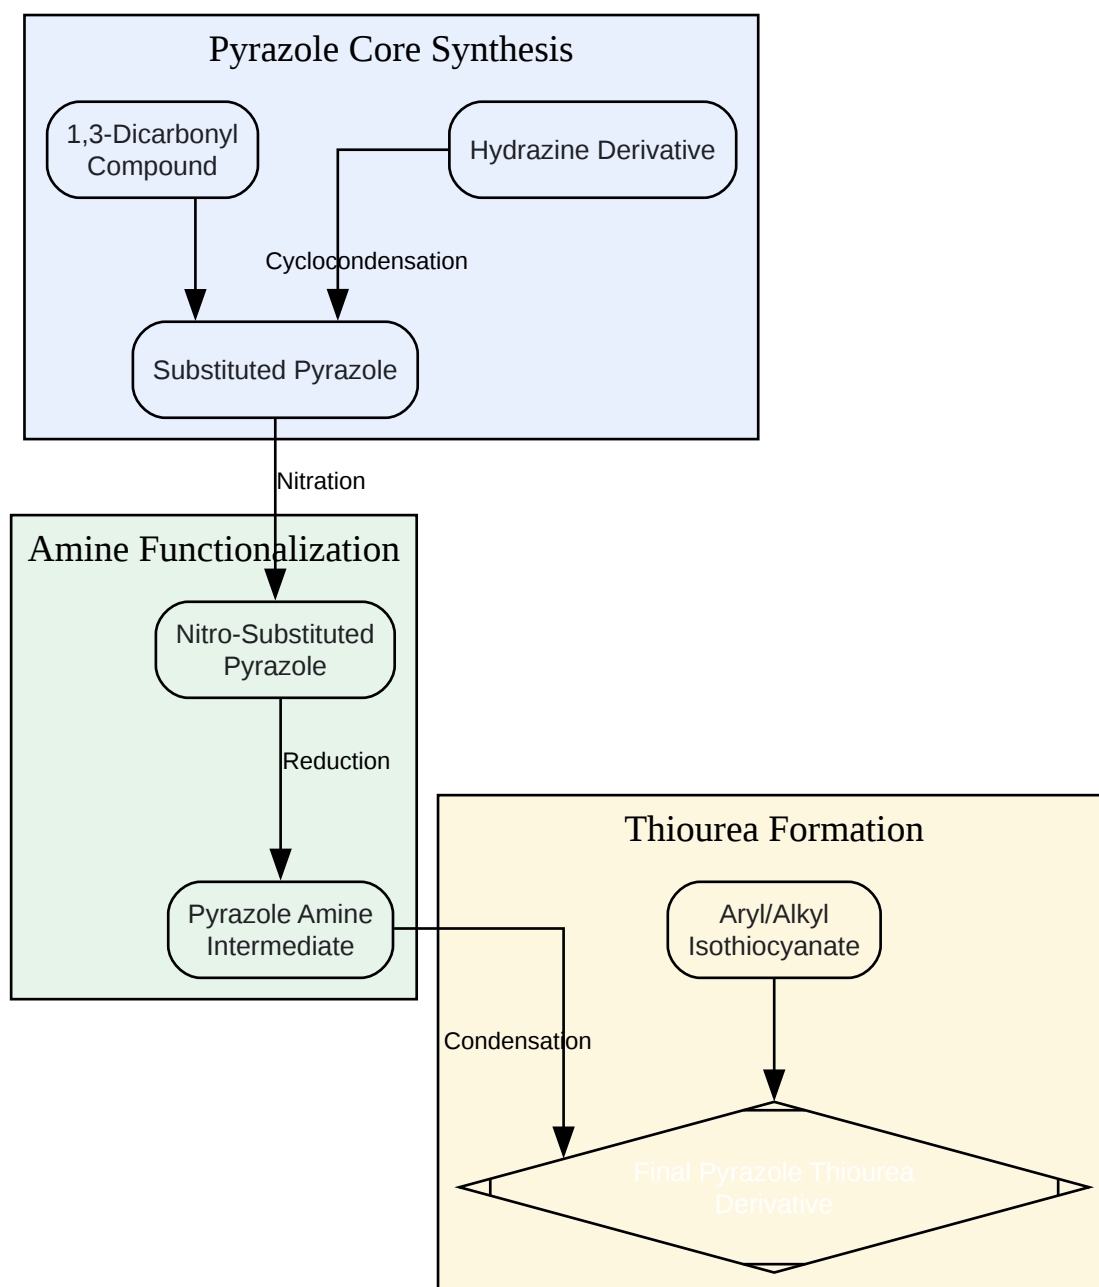 Pyrazole Core Synthesis
1,3-Dicarbonyl
Compound
Hydrazine Derivative
Cyclocondensation
Substituted Pyrazole
Nitration
Amine Functionalization
Nitro-Substituted
Pyrazole
Reduction
Thiourea Formation
Pyrazole Amine
Intermediate
Aryl/Alkyl
Isothiocyanate
Condensation
Final Pyrazole Thiourea
Derivative